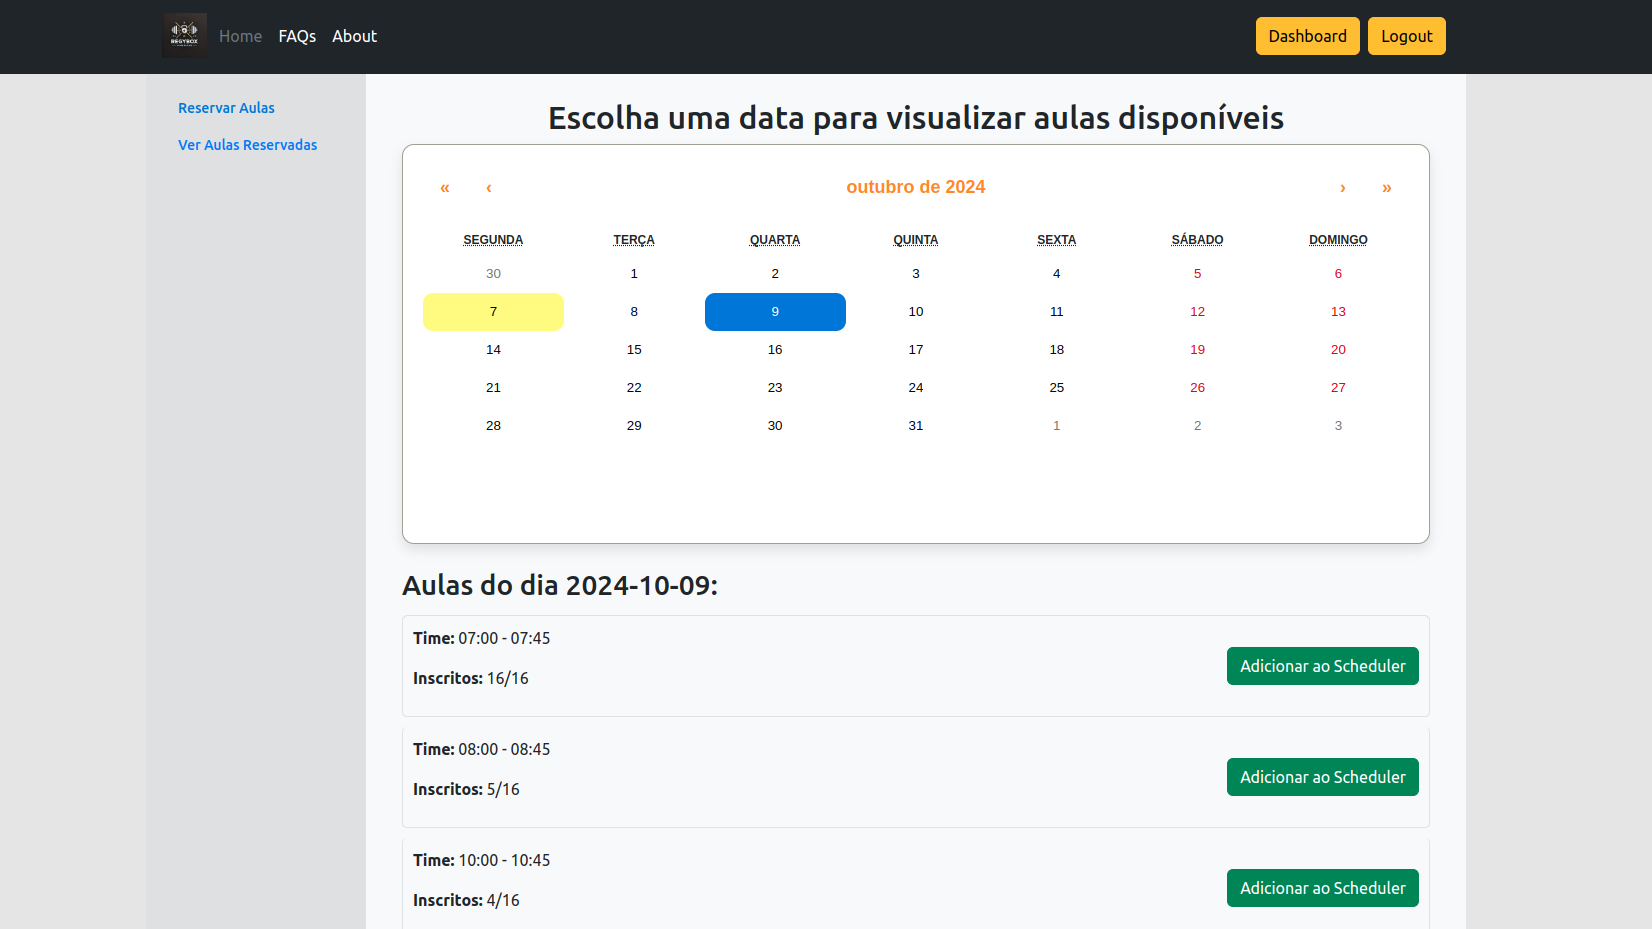 REGYBOX
Home FAQs About Dashboard Logout
Reservar Aulas
Ver Aulas Reservadas
Escolha uma data para visualizar aulas disponíveis
« ‹ outubro de 2024 › »
SEGUNDA TERÇA QUARTA QUINTA SEXTA SÁBADO DOMINGO
30 1 2 3 4 5 6
7 8 9 10 11 12 13
14 15 16 17 18 19 20
21 22 23 24 25 26 27
28 29 30 31 1 2 3
Aulas do dia 2024-10-09:
Time: 07:00 - 07:45
Adicionar ao Scheduler
Inscritos: 16/16
Time: 08:00 - 08:45
Adicionar ao Scheduler
Inscritos: 5/16
Time: 10:00 - 10:45
Adicionar ao Scheduler
Inscritos: 4/16